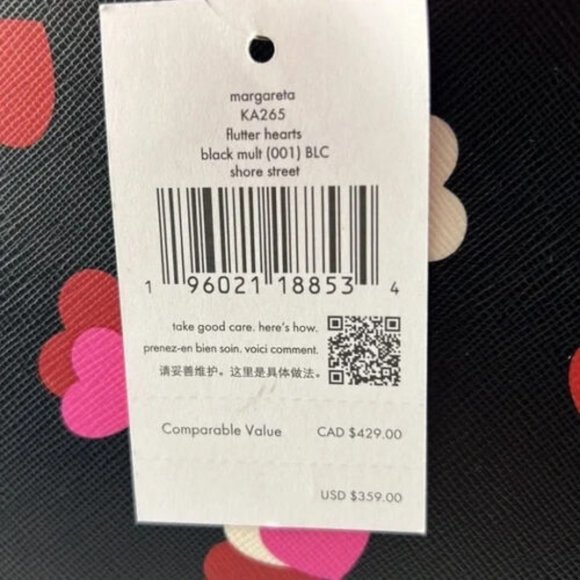 margareta
KA265
flutter hearts
black mult (001) BLC
shore street
1 96021 18853 4
take good care. here's how.
prenez-en bien soin. voici comment.
请妥善维护。这里是具体做法。
Comparable Value CAD $429.00
USD $359.00